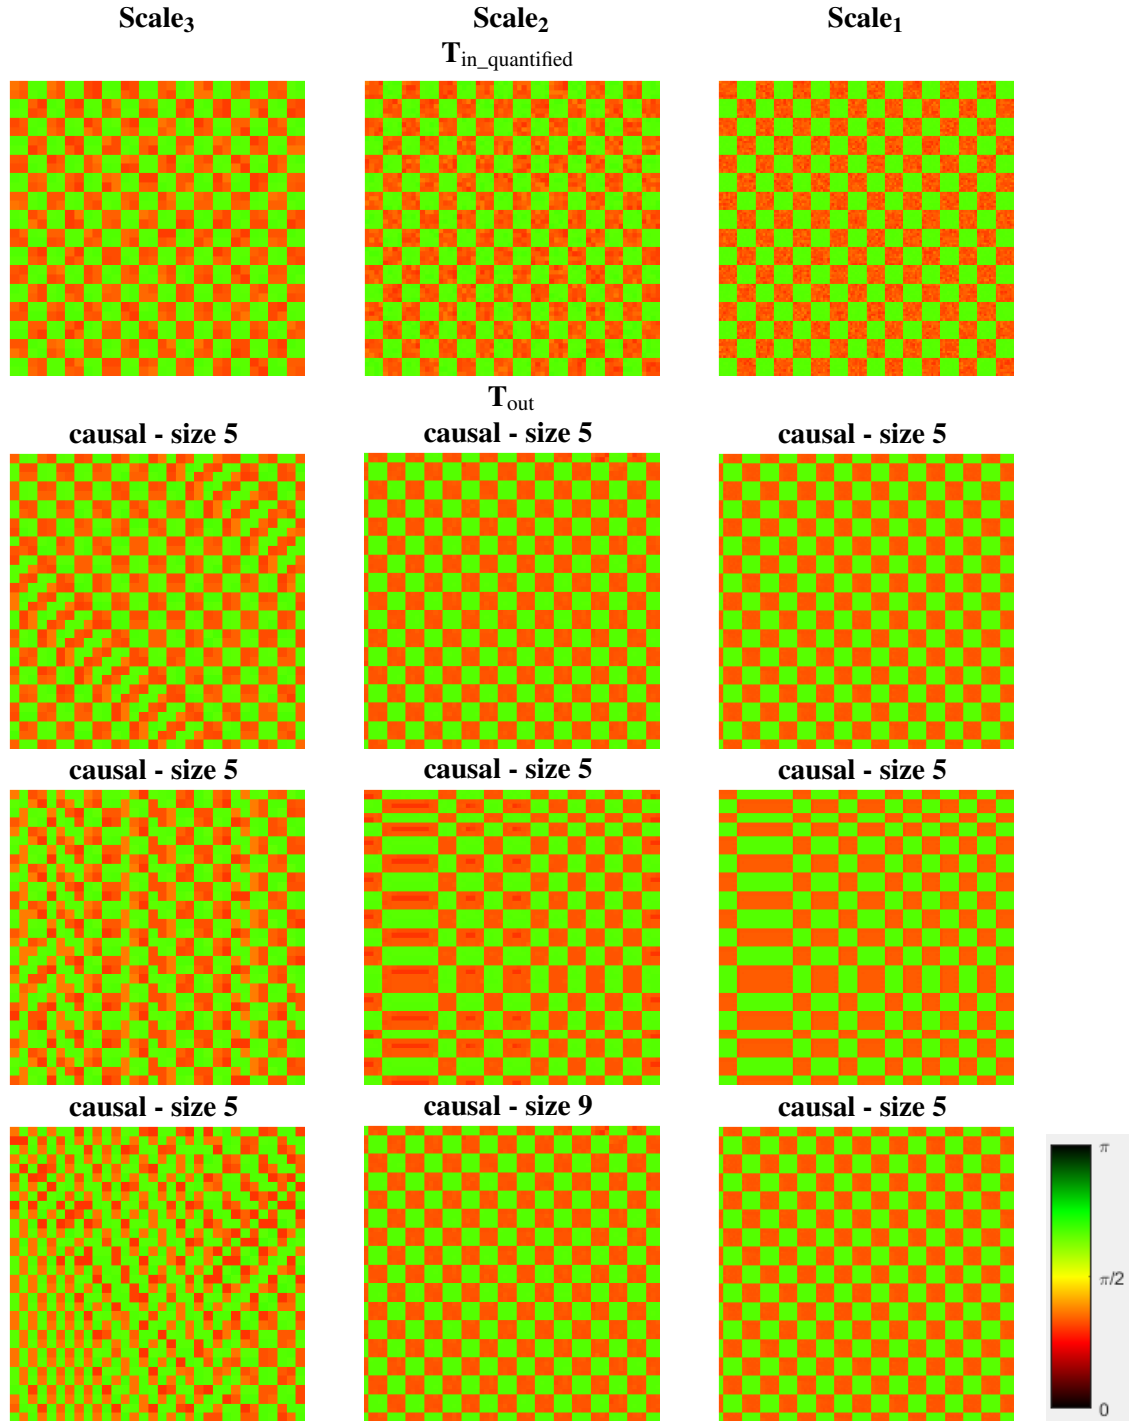 Scale3 Scale2 Scale1
Tin_quantified
Tout
causal - size 5 causal - size 5 causal - size 5
causal - size 5 causal - size 5 causal - size 5
causal - size 5 causal - size 9 causal - size 5
π
π/2
0